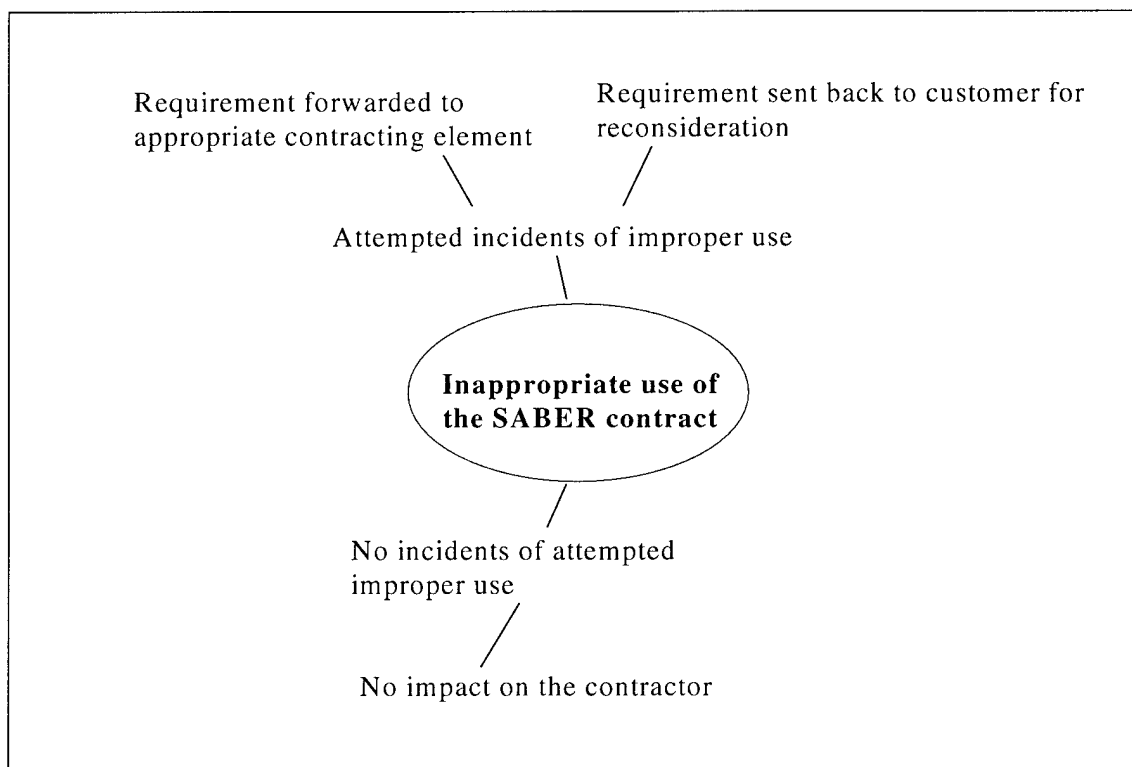 Requirement forwarded to
appropriate contracting element
Requirement sent back to customer for
reconsideration
Attempted incidents of improper use
Inappropriate use of
the SABER contract
No incidents of attempted
improper use
No impact on the contractor